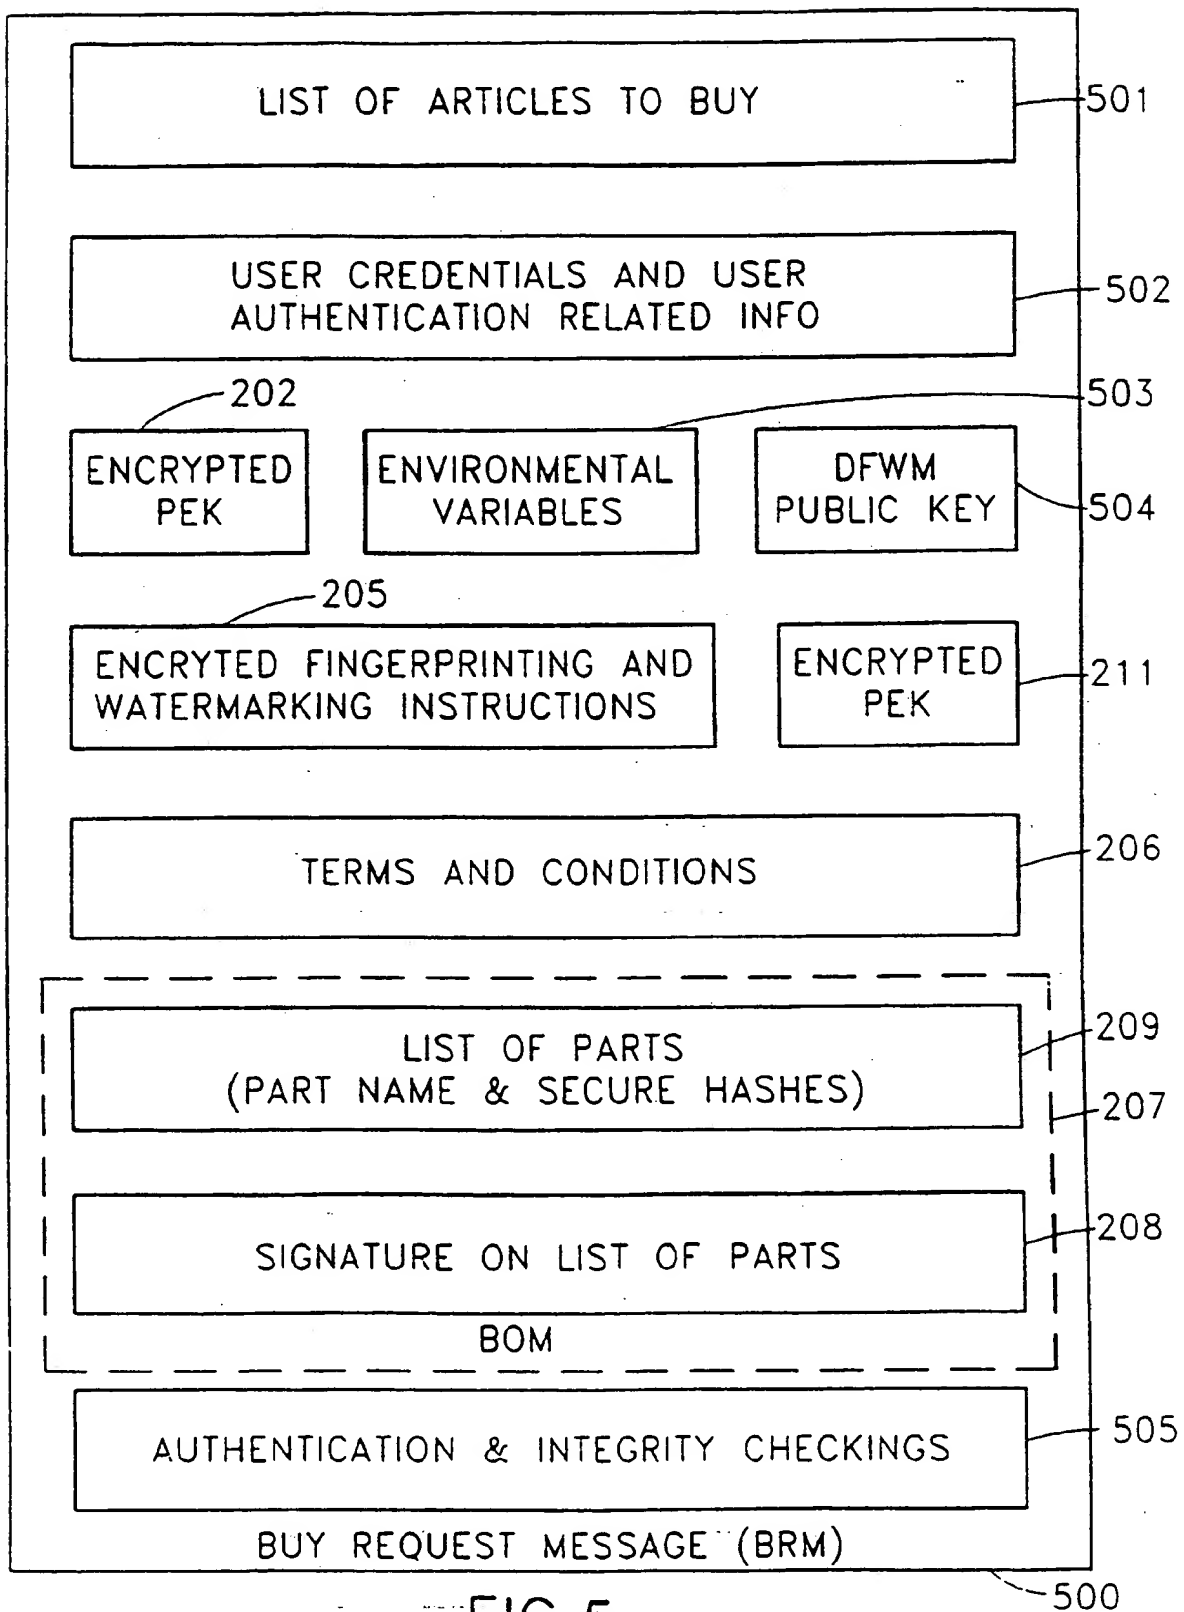 LIST OF ARTICLES TO BUY
501
USER CREDENTIALS AND USER
AUTHENTICATION RELATED INFO
502
202
503
ENCRYPTED
PEK
ENVIRONMENTAL
VARIABLES
DFWM
PUBLIC KEY
504
205
ENCRYTED FINGERPRINTING AND
WATERMARKING INSTRUCTIONS
ENCRYPTED
PEK
211
TERMS AND CONDITIONS
206
LIST OF PARTS
(PART NAME & SECURE HASHES)
209
207
SIGNATURE ON LIST OF PARTS
208
BOM
AUTHENTICATION & INTEGRITY CHECKINGS
505
BUY REQUEST MESSAGE (BRM)
500
FIG. 5